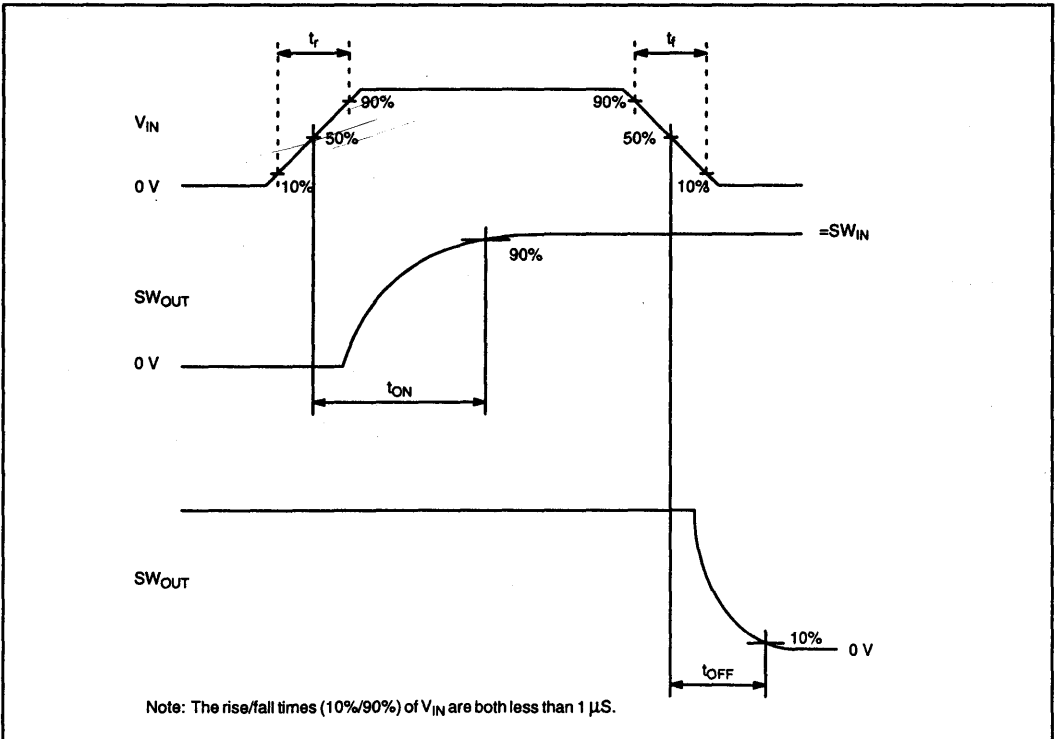 tr
tf
90%
90%
VIN
50%
50%
0 V
10%
10%
=SWIN
90%
SWOUT
0 V
tON
SWOUT
10%
0 V
tOFF
Note: The rise/fall times (10%/90%) of VIN are both less than 1 µS.